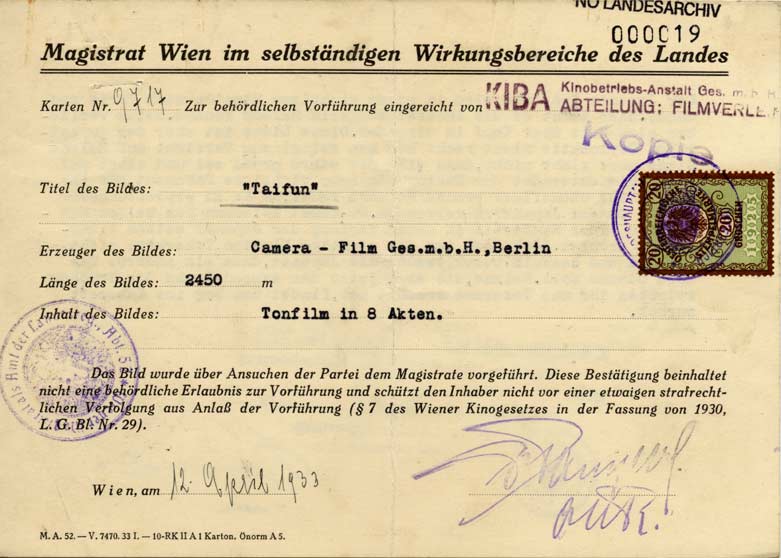 NÖ LANDESARCHIV
000019
Magistrat Wien im selbständigen Wirkungsbereiche des Landes
Karten Nr. 9717 Zur behördlichen Vorführung eingereicht von KIBA Kinobetriebs-Anstalt Ges. m. b. H.
ABTEILUNG: FILMVERLEI
Kopie
Titel des Bildes: "Taifun"
20 20
GROSCHEN
Erzeuger des Bildes: Camera - Film Ges.m.b.H.,Berlin
Länge des Bildes: 2450 m
Inhalt des Bildes: Tonfilm in 8 Akten.
Das Bild wurde über Ansuchen der Partei dem Magistrate vorgeführt. Diese Bestätigung beinhaltet
nicht eine behördliche Erlaubnis zur Vorführung und schützt den Inhaber nicht vor einer etwaigen strafrecht-
lichen Verfolgung aus Anlaß der Vorführung (§ 7 des Wiener Kinogesetzes in der Fassung von 1930,
L. G. Bl. Nr. 29).
Wien, am 12. April 1933
M. A. 52. — V. 7470. 33 I. — 10-RK II A 1 Karton. Önorm A 5.